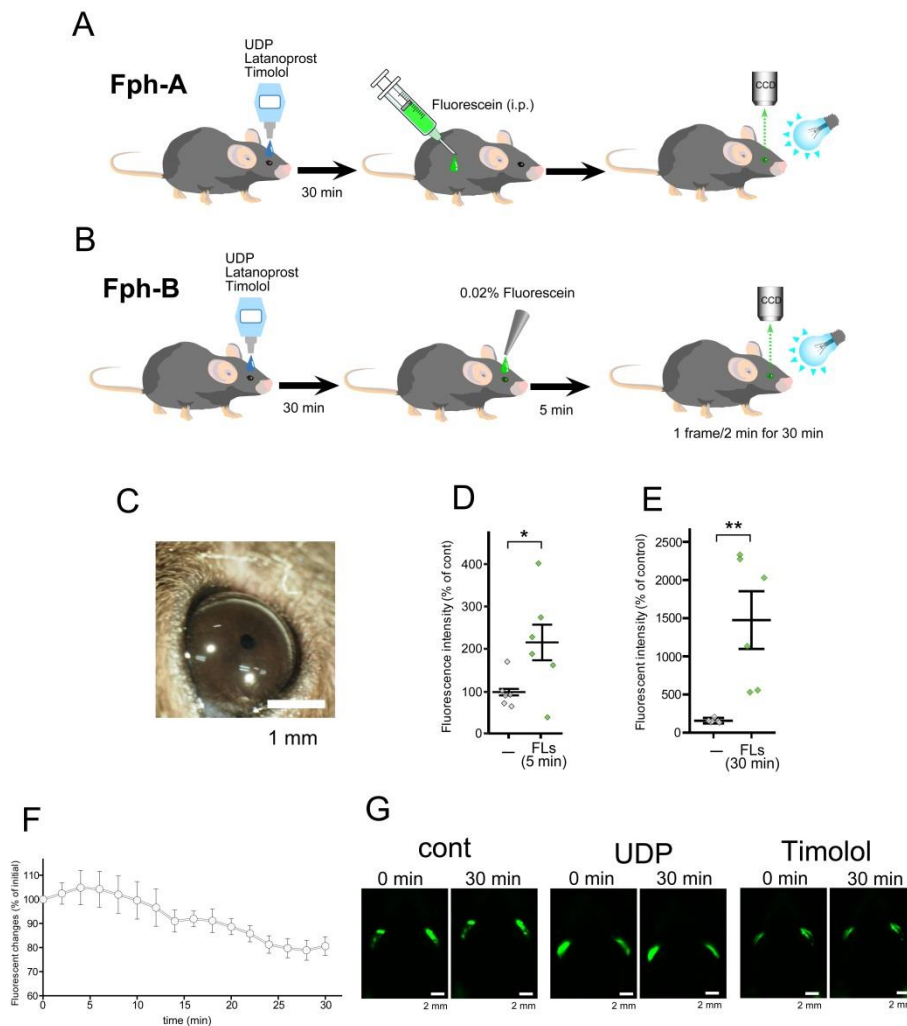 A
UDP
Latanoprost
Timolol
Fph-A
Fluorescein (i.p.)
CCD
30 min
B
UDP
Latanoprost
Timolol
Fph-B
0.02% Fluorescein
CCD
30 min
5 min
1 frame/2 min for 30 min
C
1 mm
D
Fluorescence intensity (% of cont)
400
300
200
100
0
*
—
FLs
(5 min)
E
Fluorescent intensity (% of control)
2500
2000
1500
1000
500
0
**
—
FLs
(30 min)
F
Fluorescent changes (% of initial)
110
100
90
80
70
60
0
5
10
15
20
25
30
time (min)
G
cont
0 min
30 min
2 mm
2 mm
UDP
0 min
30 min
2 mm
2 mm
Timolol
0 min
30 min
2 mm
2 mm